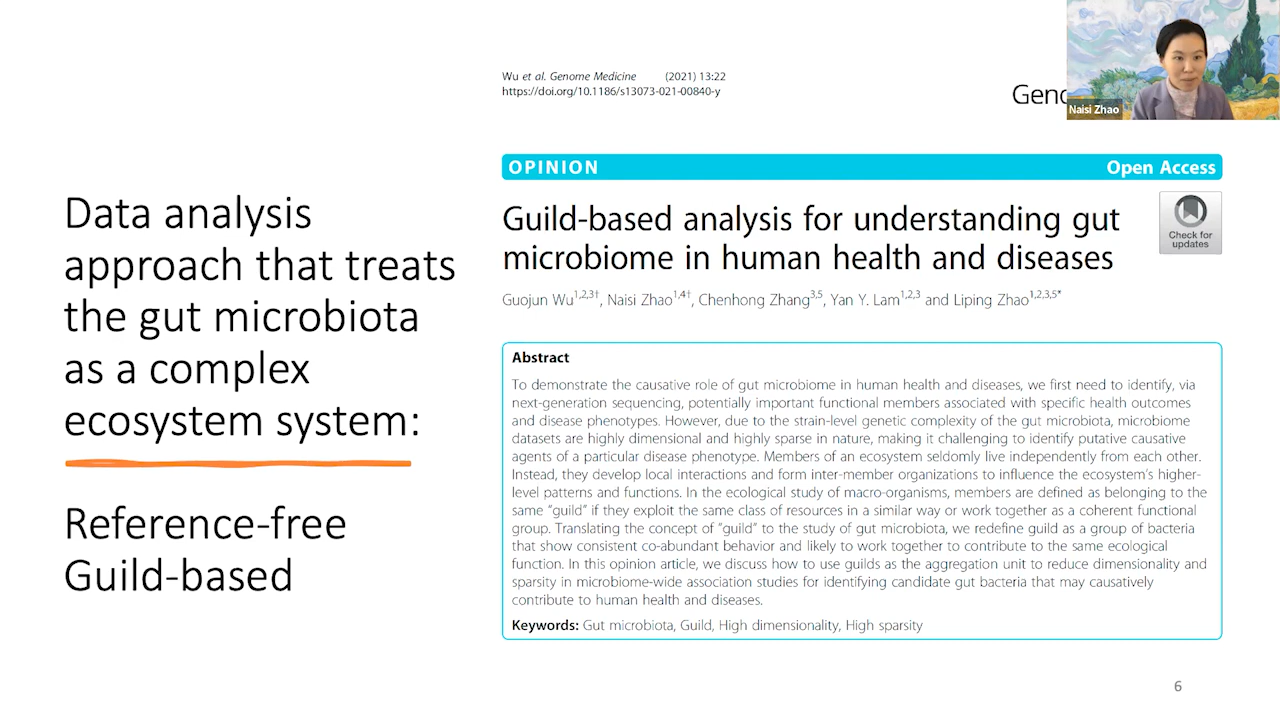 Wu et al. Genome Medicine (2021) 13:22
https://doi.org/10.1186/s13073-021-00840-y
Naisi Zhao
OPINION Open Access
Guild-based analysis for understanding gut
microbiome in human health and diseases
Check for
updates
Guojun Wu1,2,3†, Naisi Zhao1,4†, Chenhong Zhang3,5, Yan Y. Lam1,2,3 and Liping Zhao1,2,3,5*
Data analysis
approach that treats
the gut microbiota
as a complex
ecosystem system:
Reference-free
Guild-based
Abstract
To demonstrate the causative role of gut microbiome in human health and diseases, we first need to identify, via
next-generation sequencing, potentially important functional members associated with specific health outcomes
and disease phenotypes. However, due to the strain-level genetic complexity of the gut microbiota, microbiome
datasets are highly dimensional and highly sparse in nature, making it challenging to identify putative causative
agents of a particular disease phenotype. Members of an ecosystem seldomly live independently from each other.
Instead, they develop local interactions and form inter-member organizations to influence the ecosystem's higher-
level patterns and functions. In the ecological study of macro-organisms, members are defined as belonging to the
same "guild" if they exploit the same class of resources in a similar way or work together as a coherent functional
group. Translating the concept of "guild" to the study of gut microbiota, we redefine guild as a group of bacteria
that show consistent co-abundant behavior and likely to work together to contribute to the same ecological
function. In this opinion article, we discuss how to use guilds as the aggregation unit to reduce dimensionality and
sparsity in microbiome-wide association studies for identifying candidate gut bacteria that may causatively
contribute to human health and diseases.
Keywords: Gut microbiota, Guild, High dimensionality, High sparsity
6